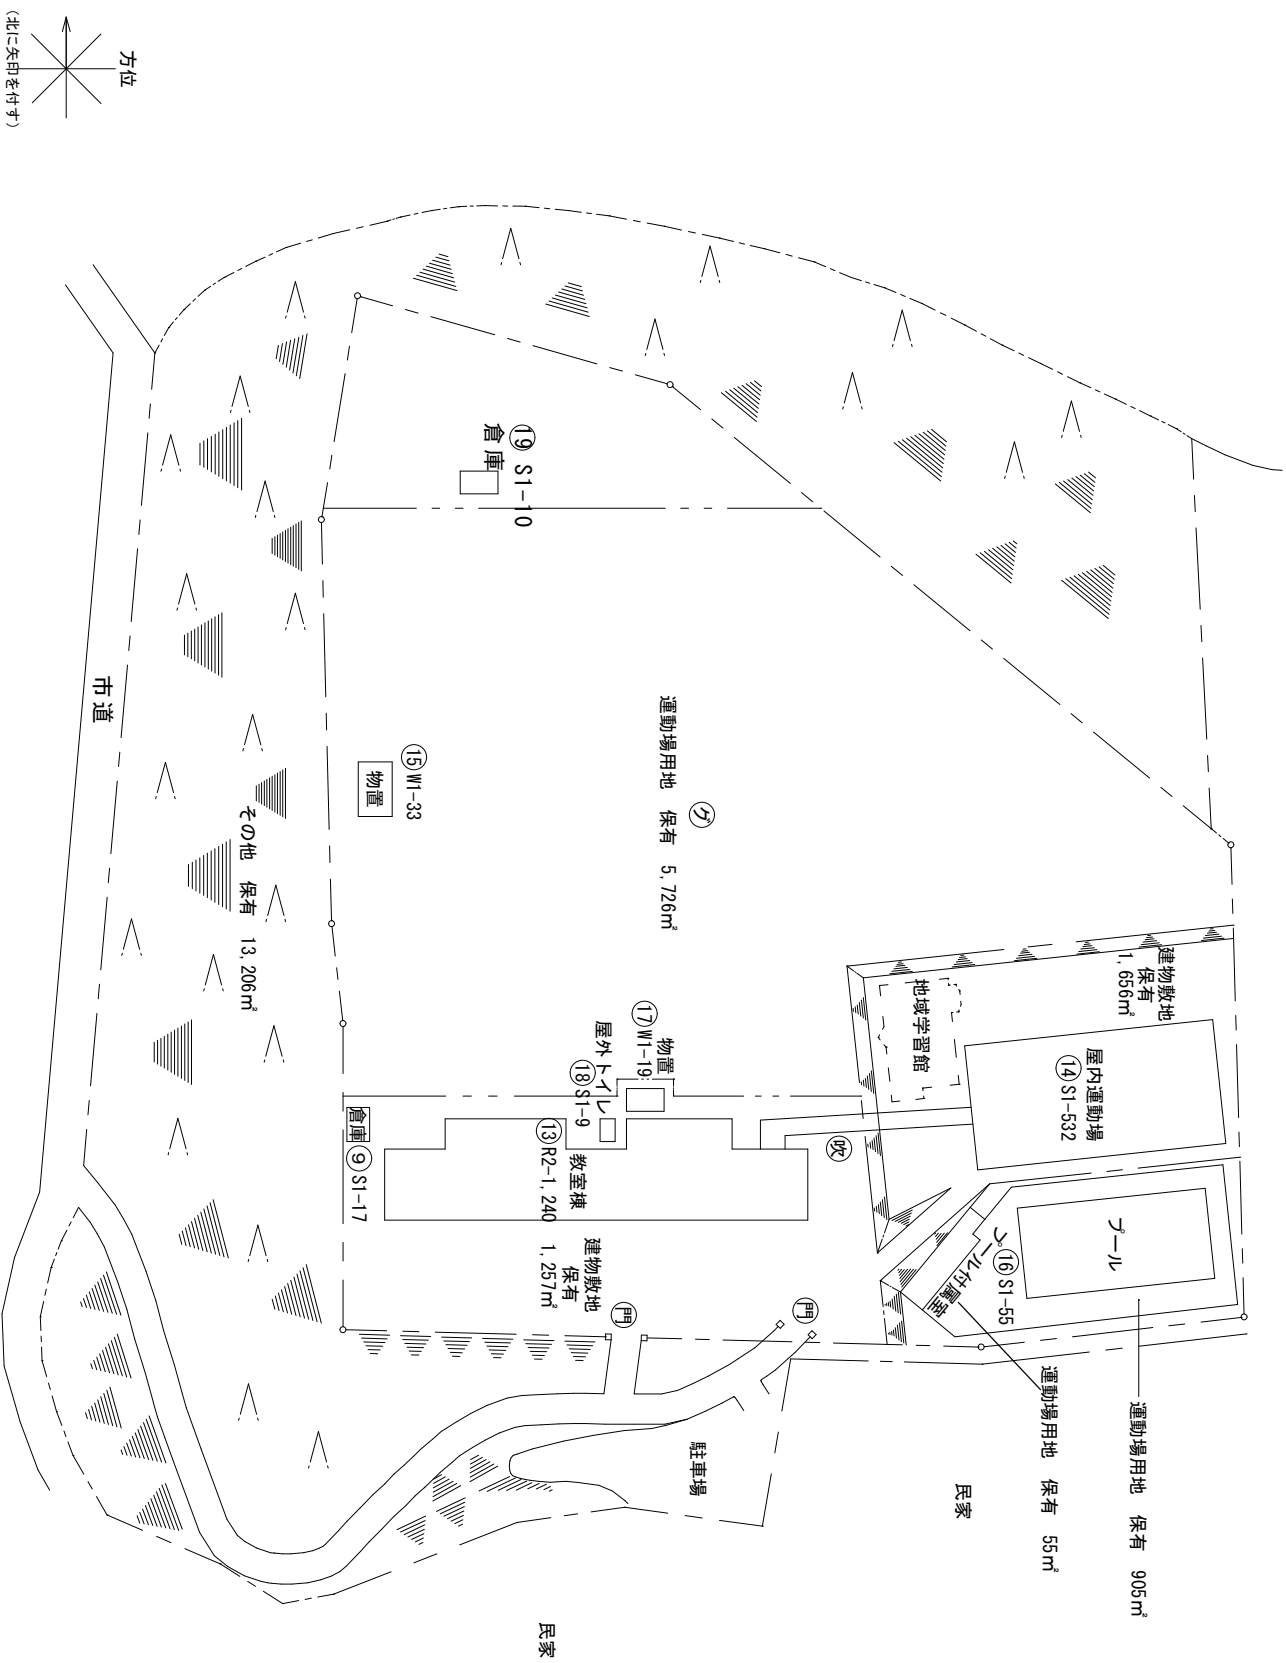 方位
(北に矢印を付す)
⑲ S1-10
倉庫
市道
⑮W1-33
物置
グ
運動場用地 保有 5,726㎡
その他 保有 13,206㎡
建物敷地
保有
1,656㎡
地域学習館
屋内運動場
⑭S1-532
物置
⑰W1-19
屋外トイレ
⑱S1-9
倉庫
⑨ S1-17
教室棟
⑬R2-1,240
吹
建物敷地
保有
1,257㎡
プール
⑯S1-55
プール付属室
門
門
運動場用地 保有 905㎡
運動場用地 保有 55㎡
駐車場
民家
民家